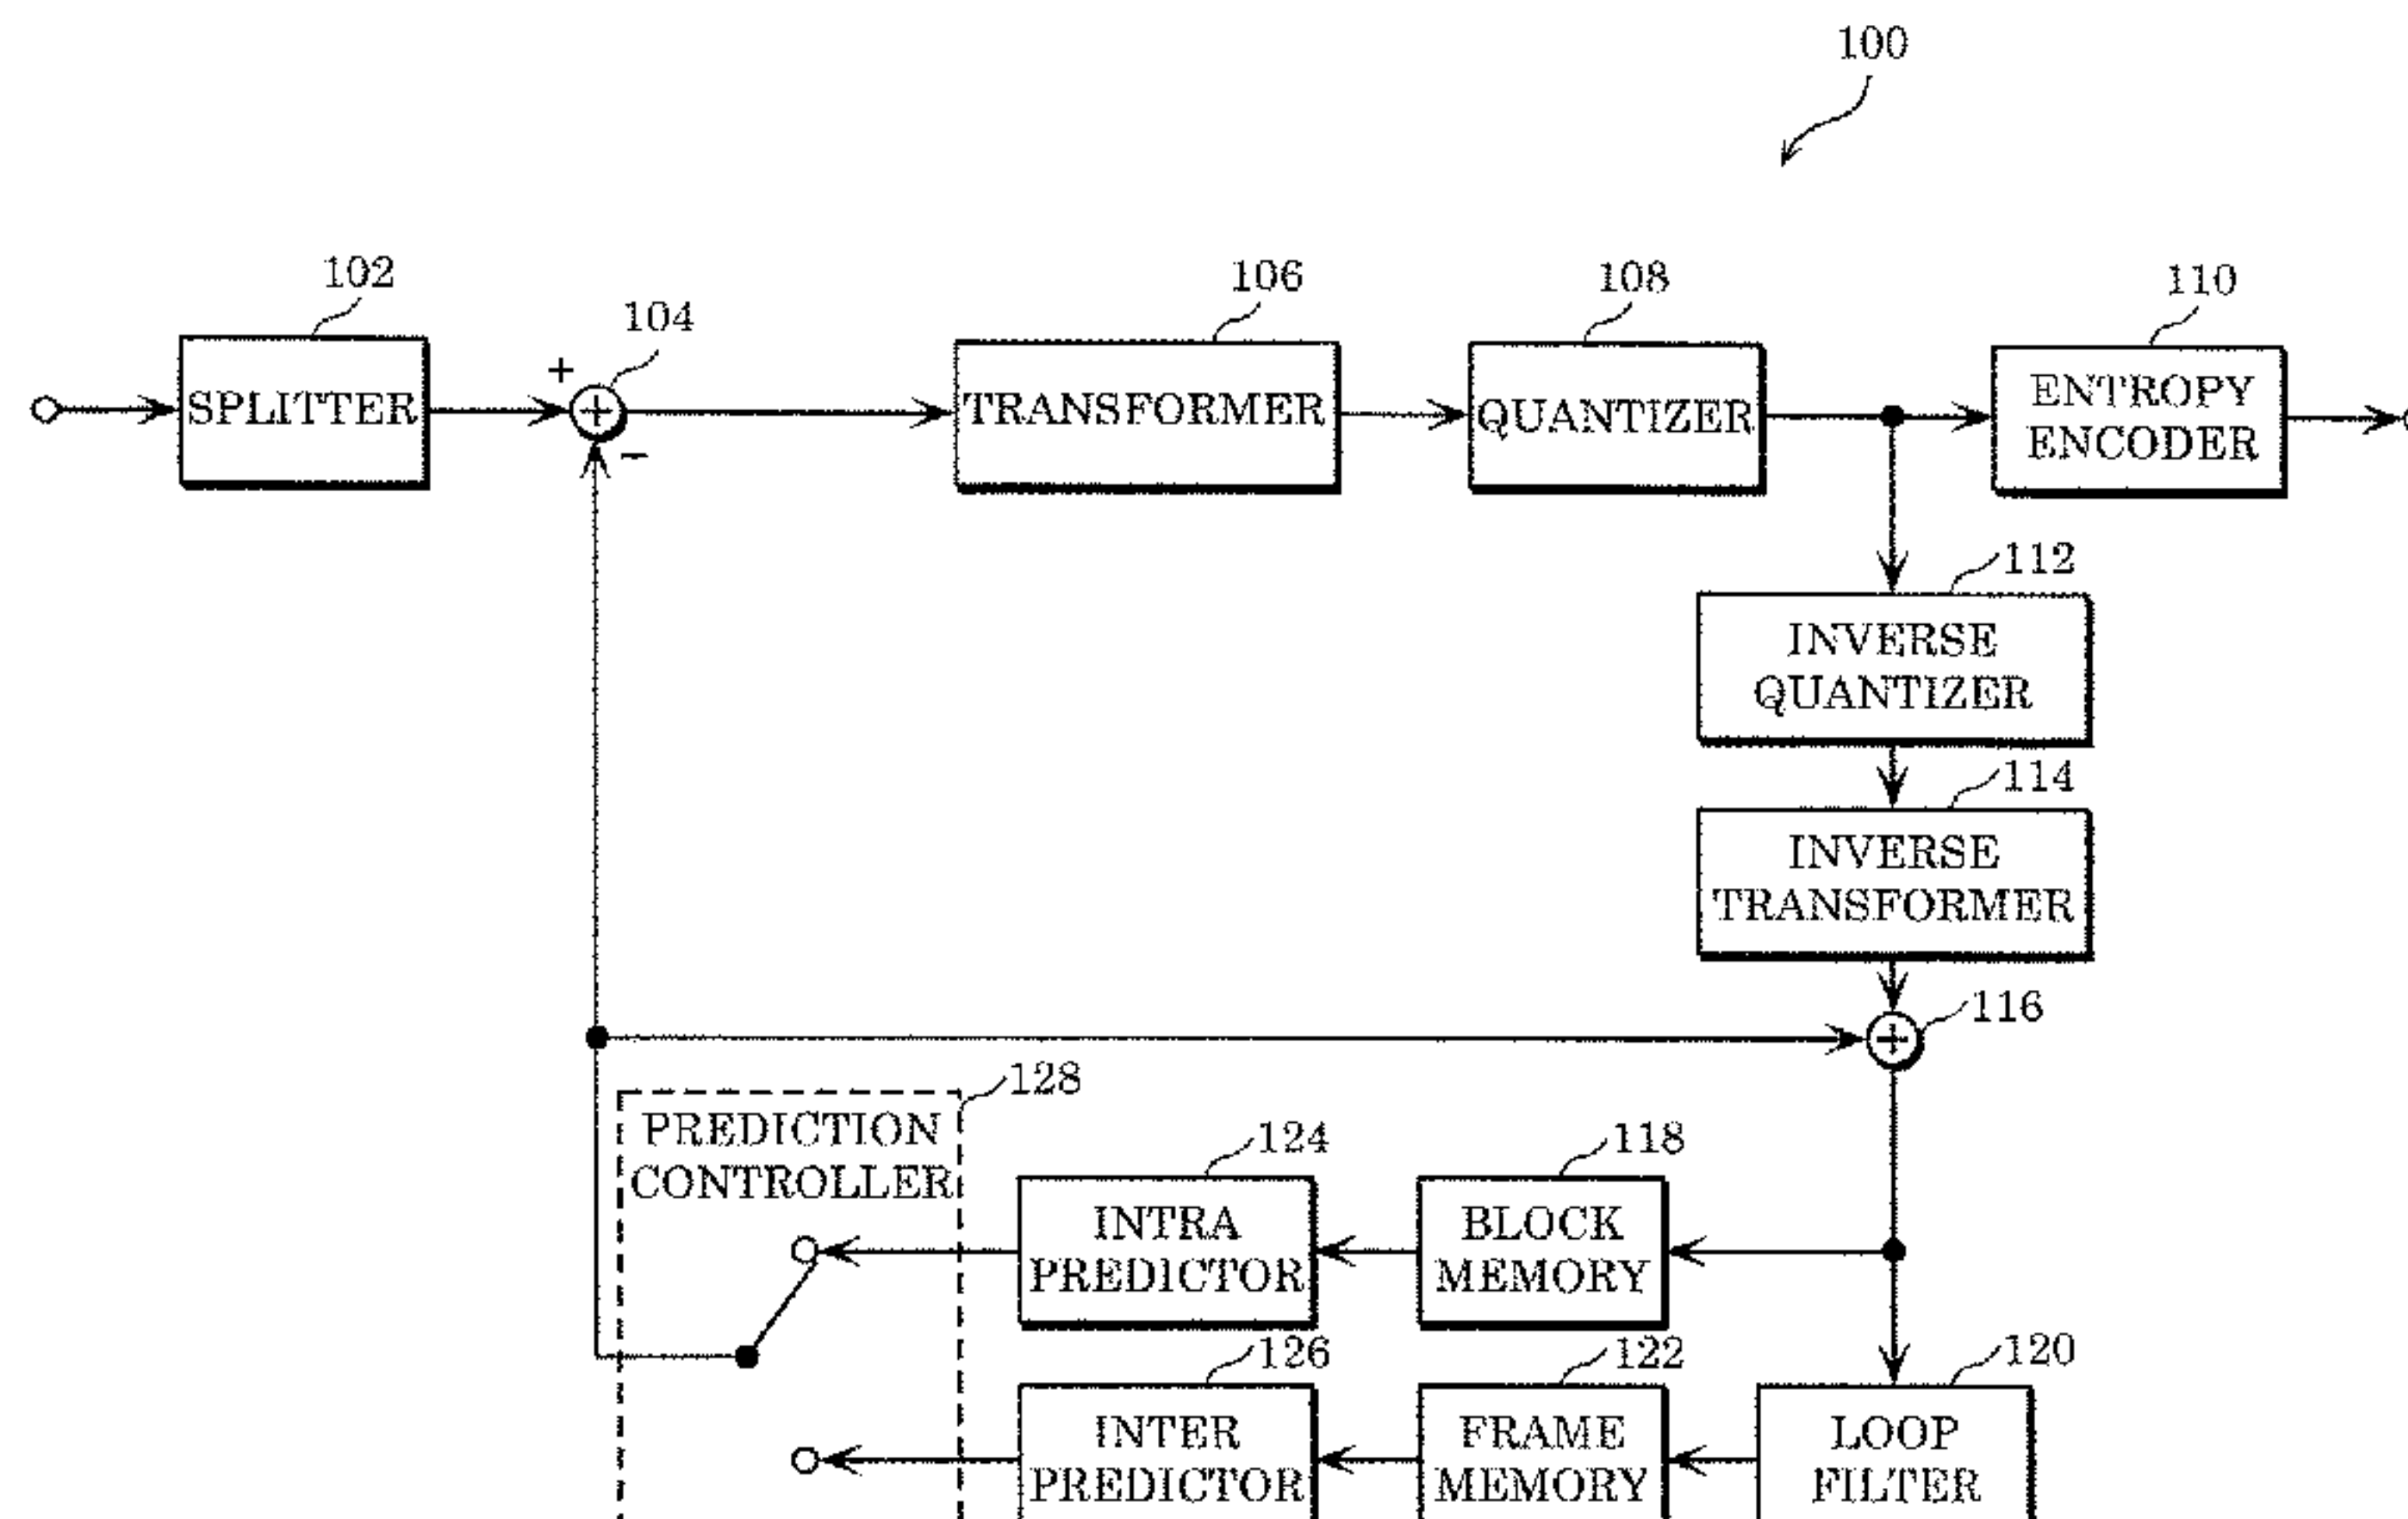 100
102
104
106
108
110
+
SPLITTER
+
TRANSFORMER
QUANTIZER
ENTROPY
ENCODER
−
112
INVERSE
QUANTIZER
114
INVERSE
TRANSFORMER
116
+
128
PREDICTION
CONTROLLER
124
118
INTRA
PREDICTOR
BLOCK
MEMORY
126
122
120
INTER
PREDICTOR
FRAME
MEMORY
LOOP
FILTER